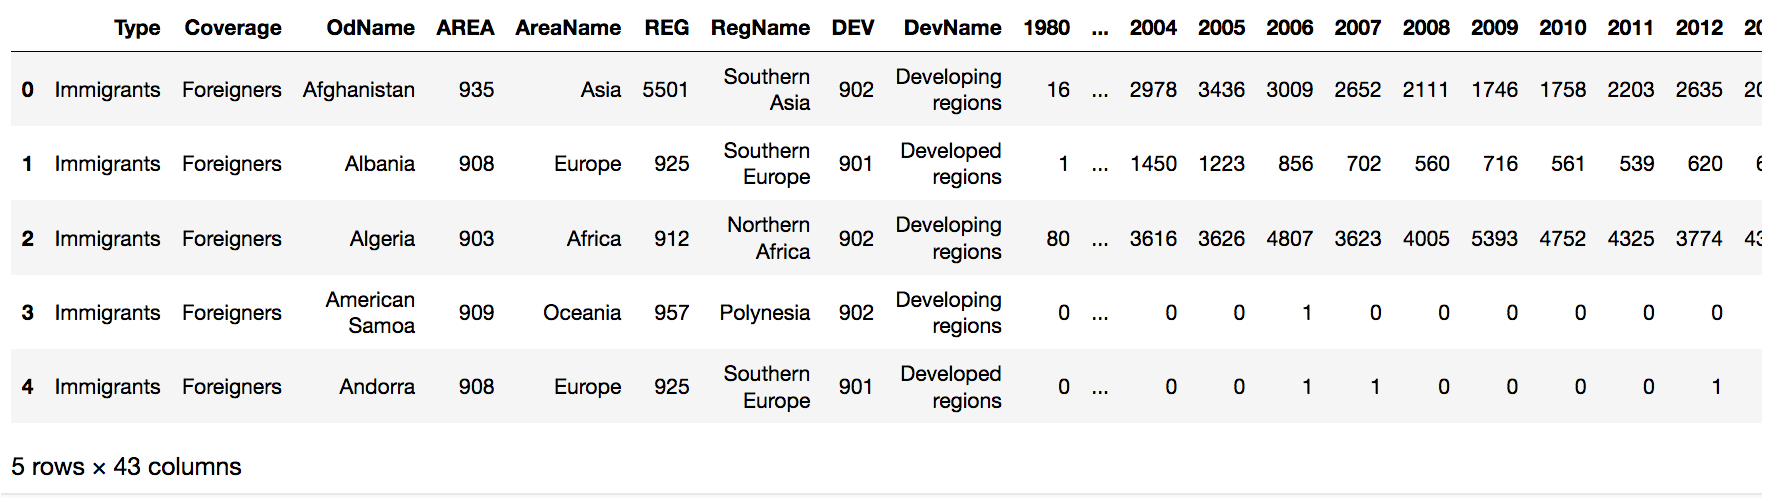 Type Coverage OdName AREA AreaName REG RegName DEV DevName 1980 ... 2004 2005 2006 2007 2008 2009 2010 2011 2012
0 Immigrants Foreigners Afghanistan 935 Asia 5501 Southern Asia 902 Developing regions 16 ... 2978 3436 3009 2652 2111 1746 1758 2203 2635
1 Immigrants Foreigners Albania 908 Europe 925 Southern Europe 901 Developed regions 1 ... 1450 1223 856 702 560 716 561 539 620
2 Immigrants Foreigners Algeria 903 Africa 912 Northern Africa 902 Developing regions 80 ... 3616 3626 4807 3623 4005 5393 4752 4325 3774
3 Immigrants Foreigners American Samoa 909 Oceania 957 Polynesia 902 Developing regions 0 ... 0 0 1 0 0 0 0 0 0
4 Immigrants Foreigners Andorra 908 Europe 925 Southern Europe 901 Developed regions 0 ... 0 0 1 1 0 0 0 0 1
5 rows × 43 columns